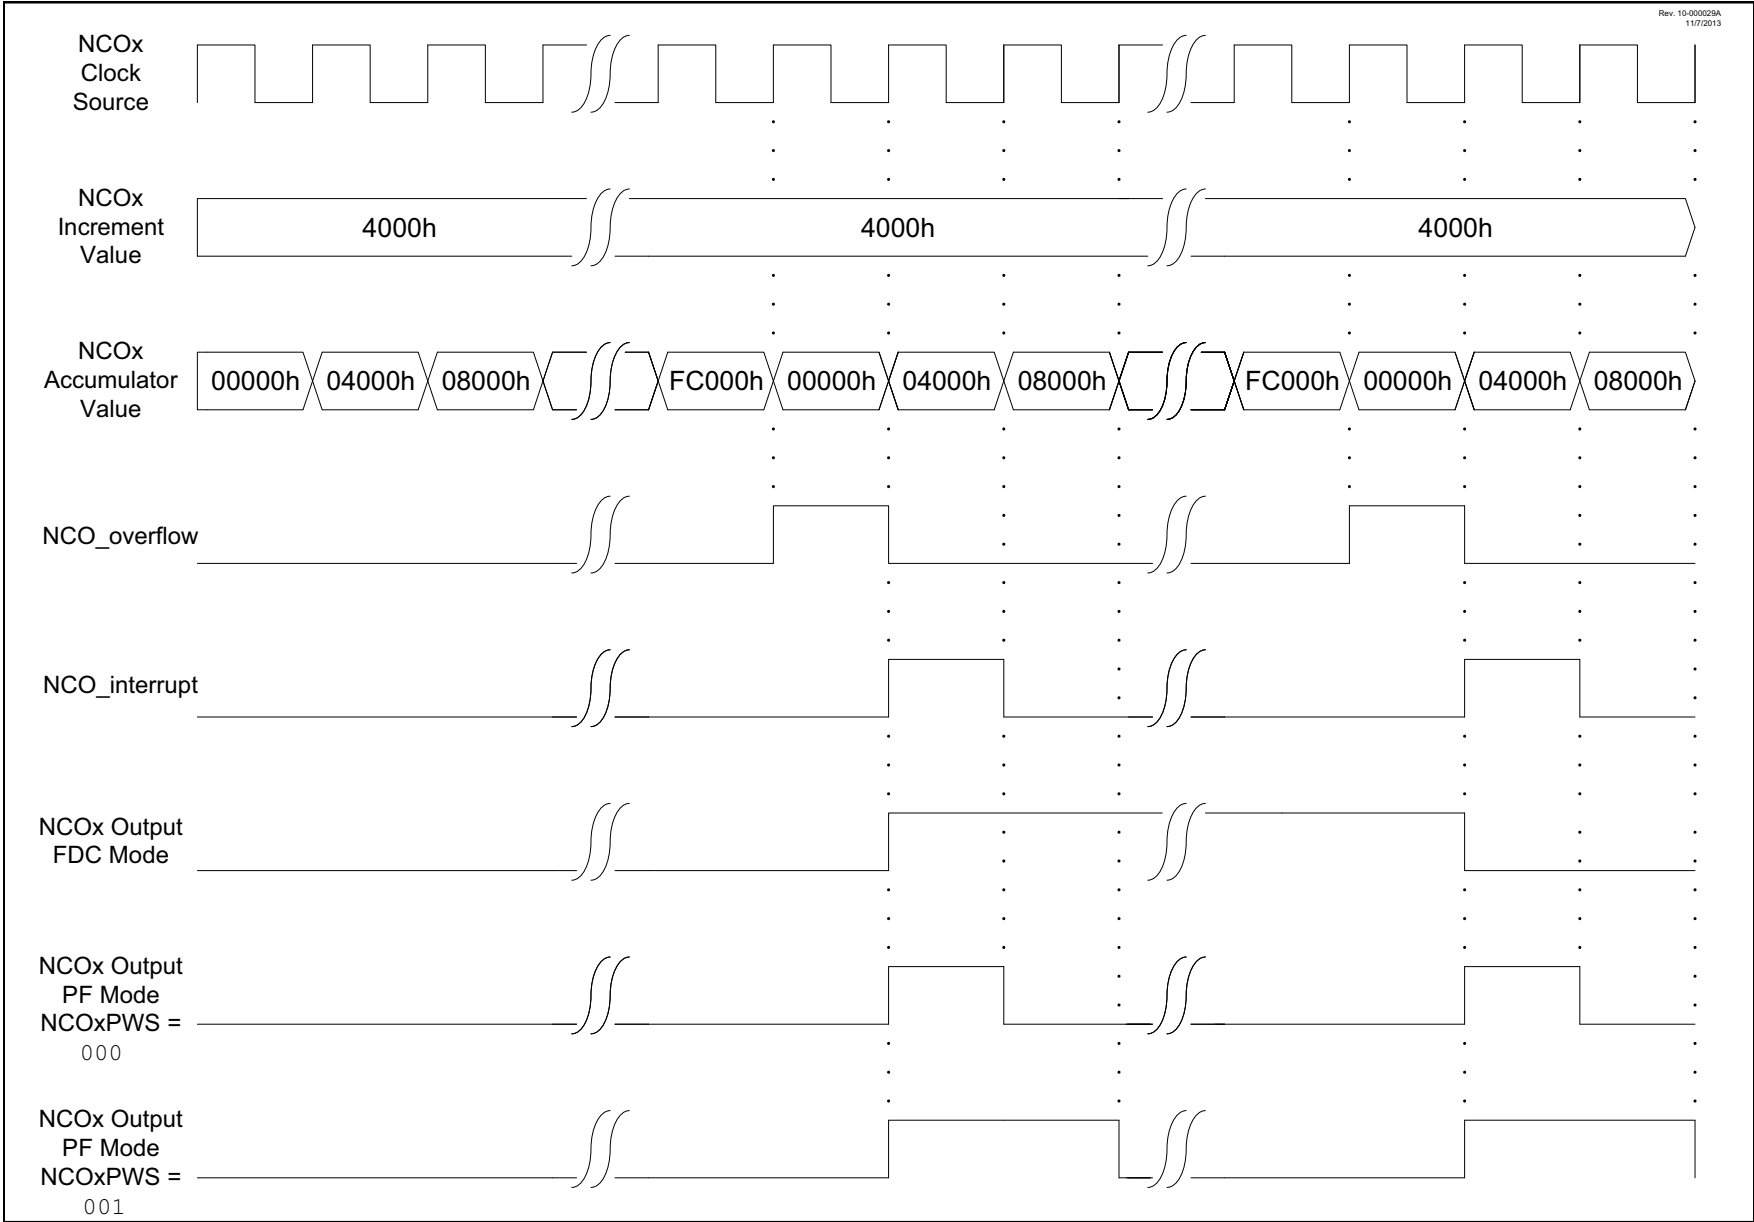 Rev. 10-000029A
11/7/2013
NCOx
Clock
Source
NCOx
Increment
Value
4000h
4000h
4000h
NCOx
Accumulator
Value
00000h
04000h
08000h
FC000h
00000h
04000h
08000h
FC000h
00000h
04000h
08000h
NCO_overflow
NCO_interrupt
NCOx Output
FDC Mode
NCOx Output
PF Mode
NCOxPWS =
000
NCOx Output
PF Mode
NCOxPWS =
001